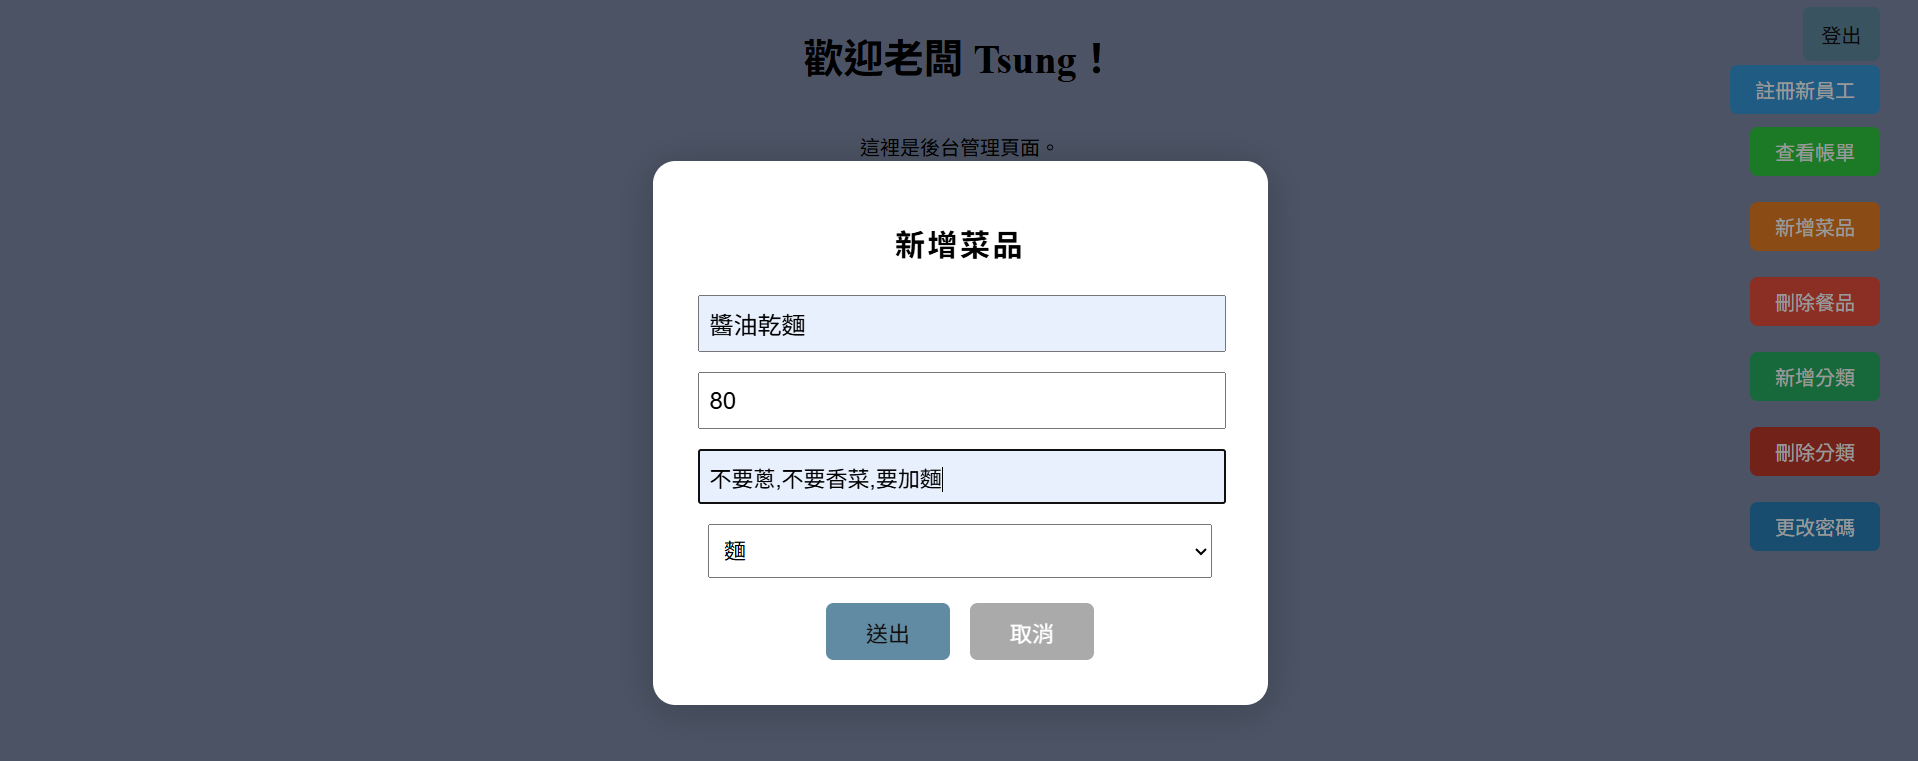 歡迎老闆 Tsung！
登出
註冊新員工
這裡是後台管理頁面。
查看帳單
新增菜品
刪除餐品
新增分類
刪除分類
更改密碼
新增菜品
醬油乾麵
80
不要蔥,不要香菜,要加麵
麵
送出
取消